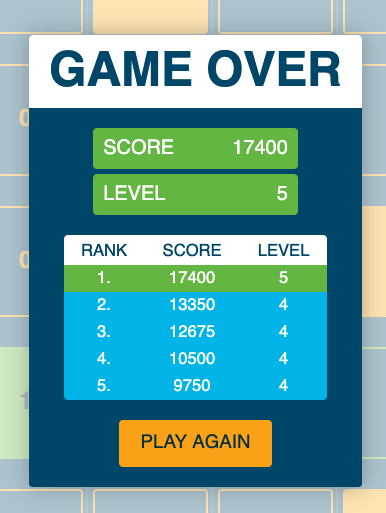 GAME OVER
SCORE 17400
LEVEL 5
RANK SCORE LEVEL
1. 17400 5
2. 13350 4
3. 12675 4
4. 10500 4
5. 9750 4
PLAY AGAIN